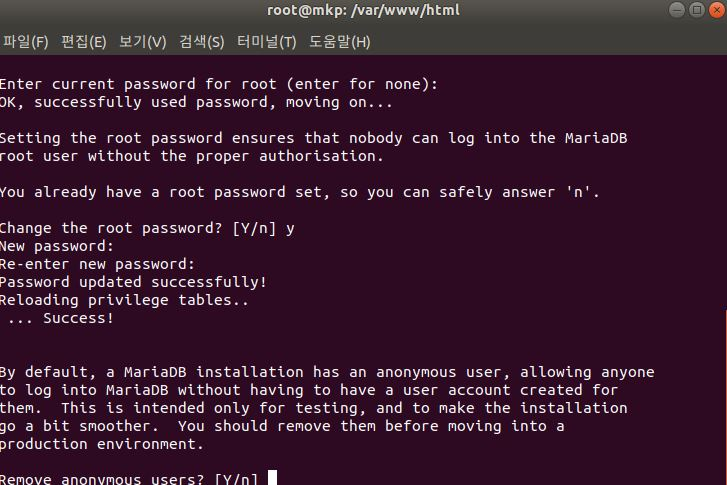 root@mkp: /var/www/html
파일(F) 편집(E) 보기(V) 검색(S) 터미널(T) 도움말(H)
Enter current password for root (enter for none):
OK, successfully used password, moving on...
Setting the root password ensures that nobody can log into the MariaDB
root user without the proper authorisation.
You already have a root password set, so you can safely answer 'n'.
Change the root password? [Y/n] y
New password:
Re-enter new password:
Password updated successfully!
Reloading privilege tables..
 ... Success!
By default, a MariaDB installation has an anonymous user, allowing anyone
to log into MariaDB without having to have a user account created for
them.  This is intended only for testing, and to make the installation
go a bit smoother.  You should remove them before moving into a
production environment.
Remove anonymous users? [Y/n]